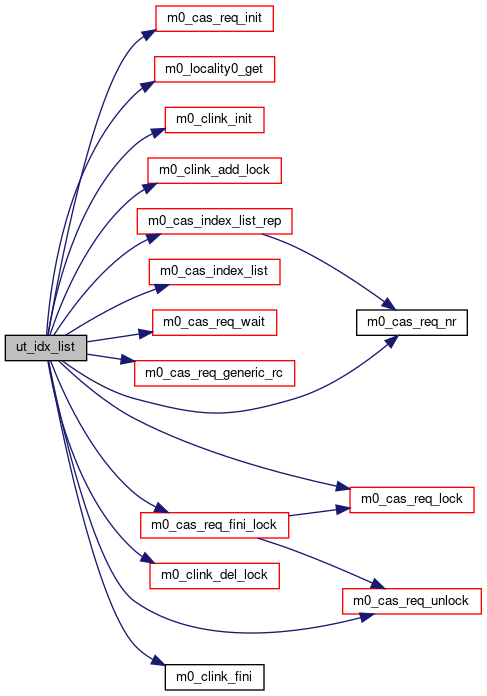 m0_cas_req_init
m0_locality0_get
m0_clink_init
m0_clink_add_lock
m0_cas_index_list_rep
m0_cas_index_list
m0_cas_req_wait
m0_cas_req_nr
ut_idx_list
m0_cas_req_generic_rc
m0_cas_req_lock
m0_cas_req_fini_lock
m0_clink_del_lock
m0_cas_req_unlock
m0_clink_fini